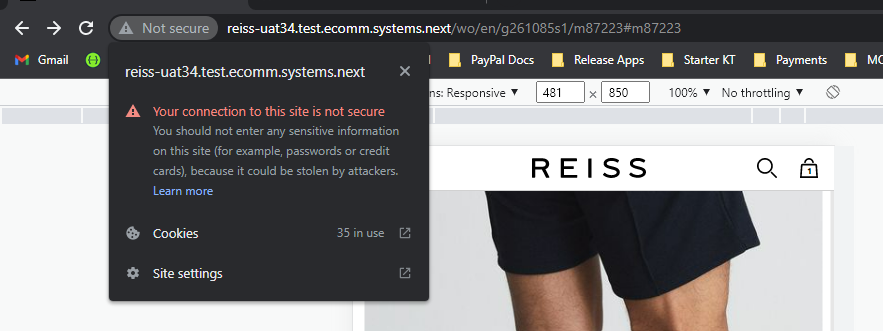 Not secure
reiss-uat34.test.ecomm.systems.next/wo/en/g261085s1/m87223#m87223
Gmail
PayPal Docs
Release Apps
Starter KT
Payments
reiss-uat34.test.ecomm.systems.next
ns: Responsive
481 × 850
100%
No throttling
Your connection to this site is not secure
You should not enter any sensitive information
on this site (for example, passwords or credit
cards), because it could be stolen by attackers.
Learn more
REISS
1
Cookies
35 in use
Site settings